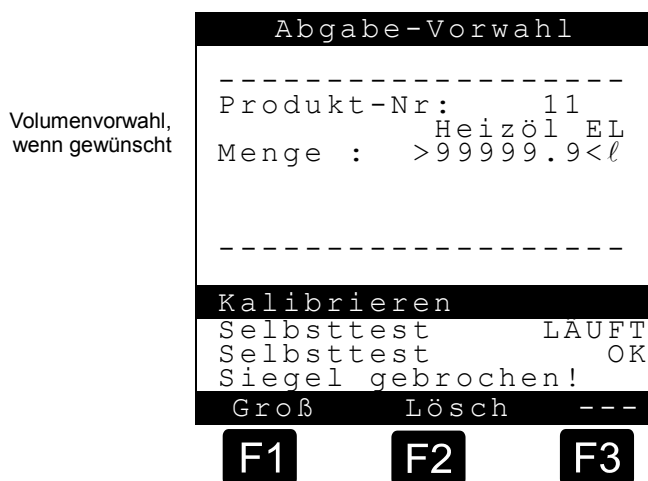 Abgabe-Vorwahl
-------------------
Produkt-Nr: 11
Heizöl EL
Volumenvorwahl,
wenn gewünscht
Menge : >99999.9<ℓ
-------------------
Kalibrieren
Selbsttest LÄUFT
Selbsttest OK
Siegel gebrochen!
Groß Lösch ---
F1 F2 F3